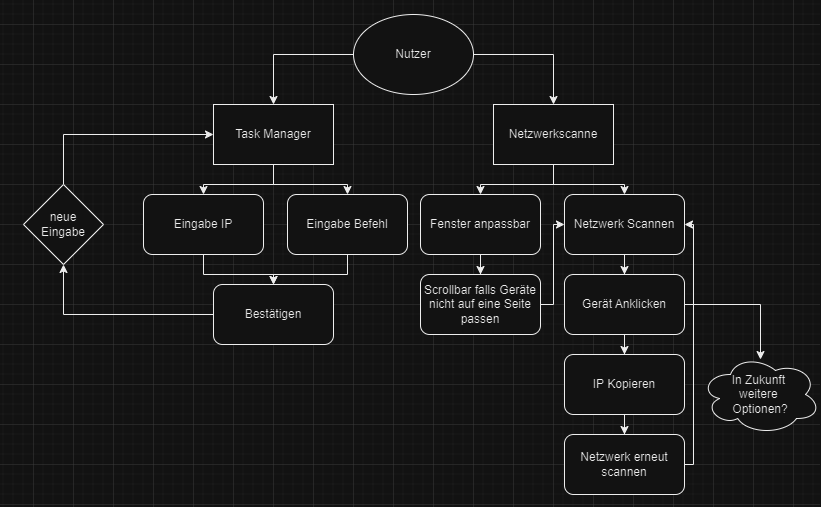 Nutzer
Task Manager
Netzwerkscanne
neue
Eingabe
Eingabe IP
Eingabe Befehl
Fenster anpassbar
Netzwerk Scannen
Bestätigen
Scrollbar falls Geräte
nicht auf eine Seite
passen
Gerät Anklicken
IP Kopieren
In Zukunft
weitere
Optionen?
Netzwerk erneut
scannen